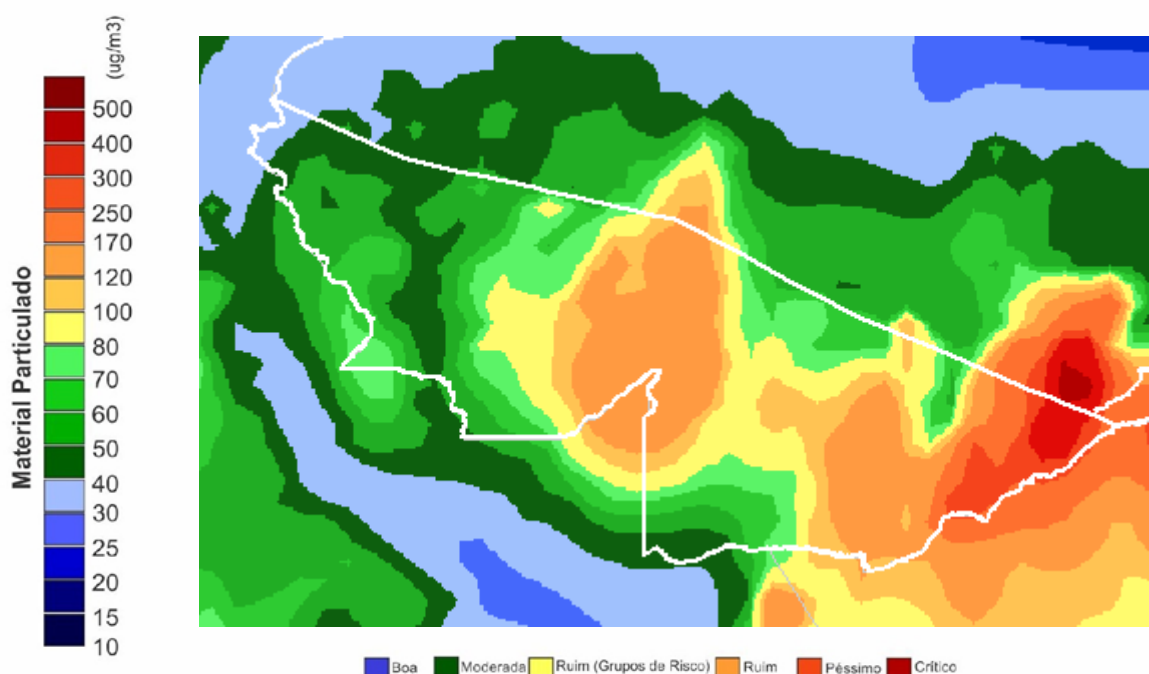 (ug/m3)
Material Particulado
500
400
300
250
170
120
100
80
70
60
50
40
30
25
20
15
10
Boa
Moderada
Ruim (Grupos de Risco)
Ruim
Péssimo
Crítico